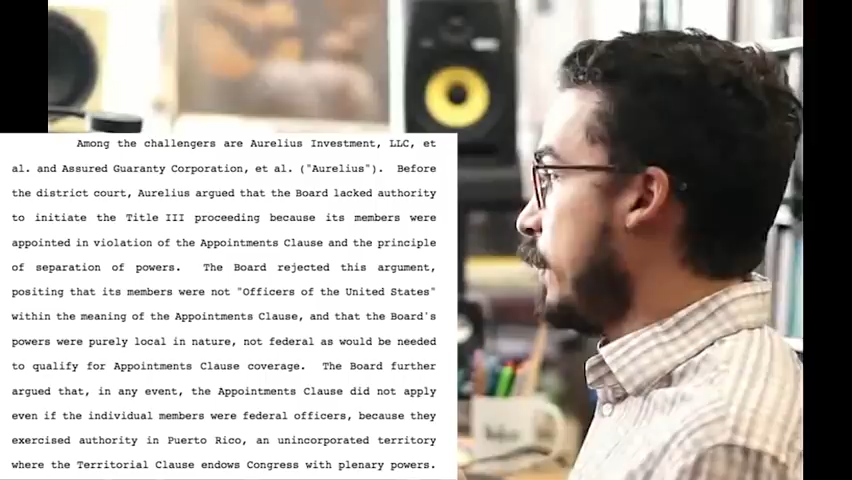 Among the challengers are Aurelius Investment, LLC, et
al. and Assured Guaranty Corporation, et al. ("Aurelius"). Before
the district court, Aurelius argued that the Board lacked authority
to initiate the Title III proceeding because its members were
appointed in violation of the Appointments Clause and the principle
of separation of powers. The Board rejected this argument,
positing that its members were not "Officers of the United States"
within the meaning of the Appointments Clause, and that the Board's
powers were purely local in nature, not federal as would be needed
to qualify for Appointments Clause coverage. The Board further
argued that, in any event, the Appointments Clause did not apply
even if the individual members were federal officers, because they
exercised authority in Puerto Rico, an unincorporated territory
where the Territorial Clause endows Congress with plenary powers.